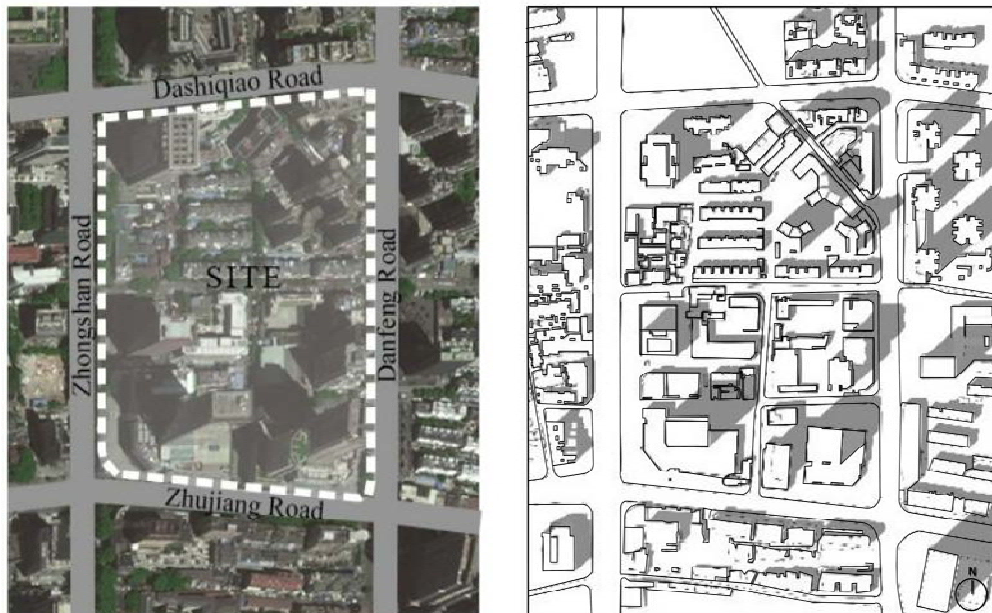 Dashiqiao Road
Zhongshan Road
SITE
Danfeng Road
Zhujiang Road
N